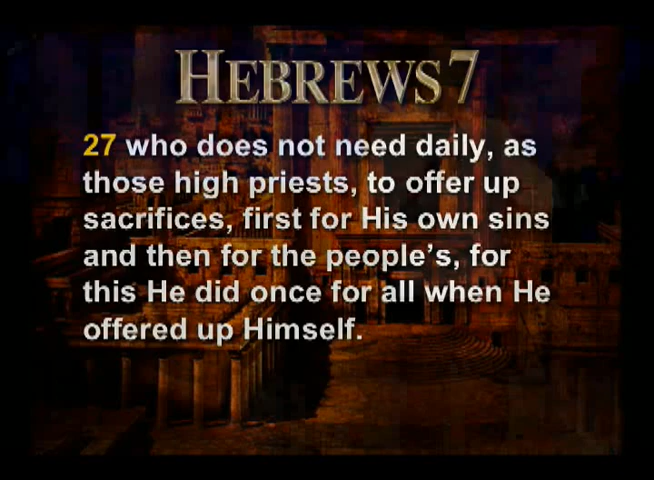 HEBREWS 7
27 who does not need daily, as
those high priests, to offer up
sacrifices, first for His own sins
and then for the people's, for
this He did once for all when He
offered up Himself.